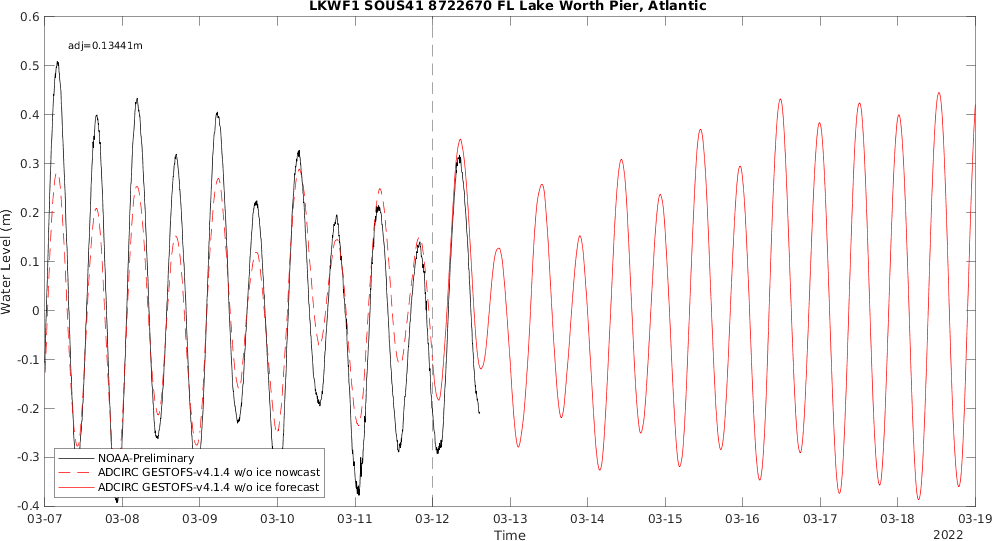 LKWF1 SOUS41 8722670 FL Lake Worth Pier, Atlantic
0.6
0.5
0.4
0.3
0.2
0.1
0
-0.1
-0.2
-0.3
-0.4
Water Level (m)
adj=0.13441m
NOAA-Preliminary
ADCIRC GESTOFS-v4.1.4 w/o ice nowcast
ADCIRC GESTOFS-v4.1.4 w/o ice forecast
03-07 03-08 03-09 03-10 03-11 03-12 03-13 03-14 03-15 03-16 03-17 03-18 03-19
Time
2022